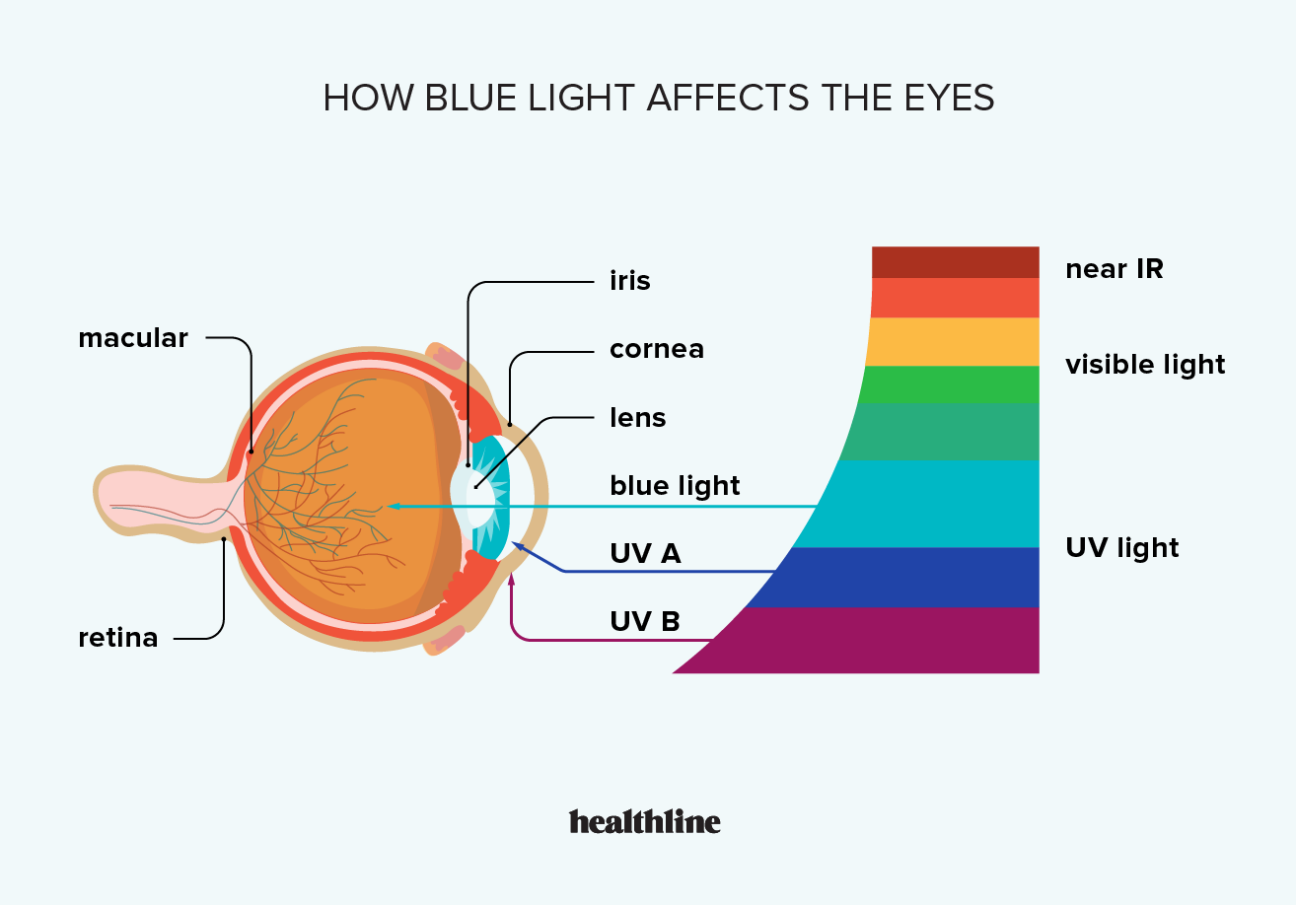 HOW BLUE LIGHT AFFECTS THE EYES
macular
retina
iris
cornea
lens
blue light
UV A
UV B
near IR
visible light
UV light
healthline